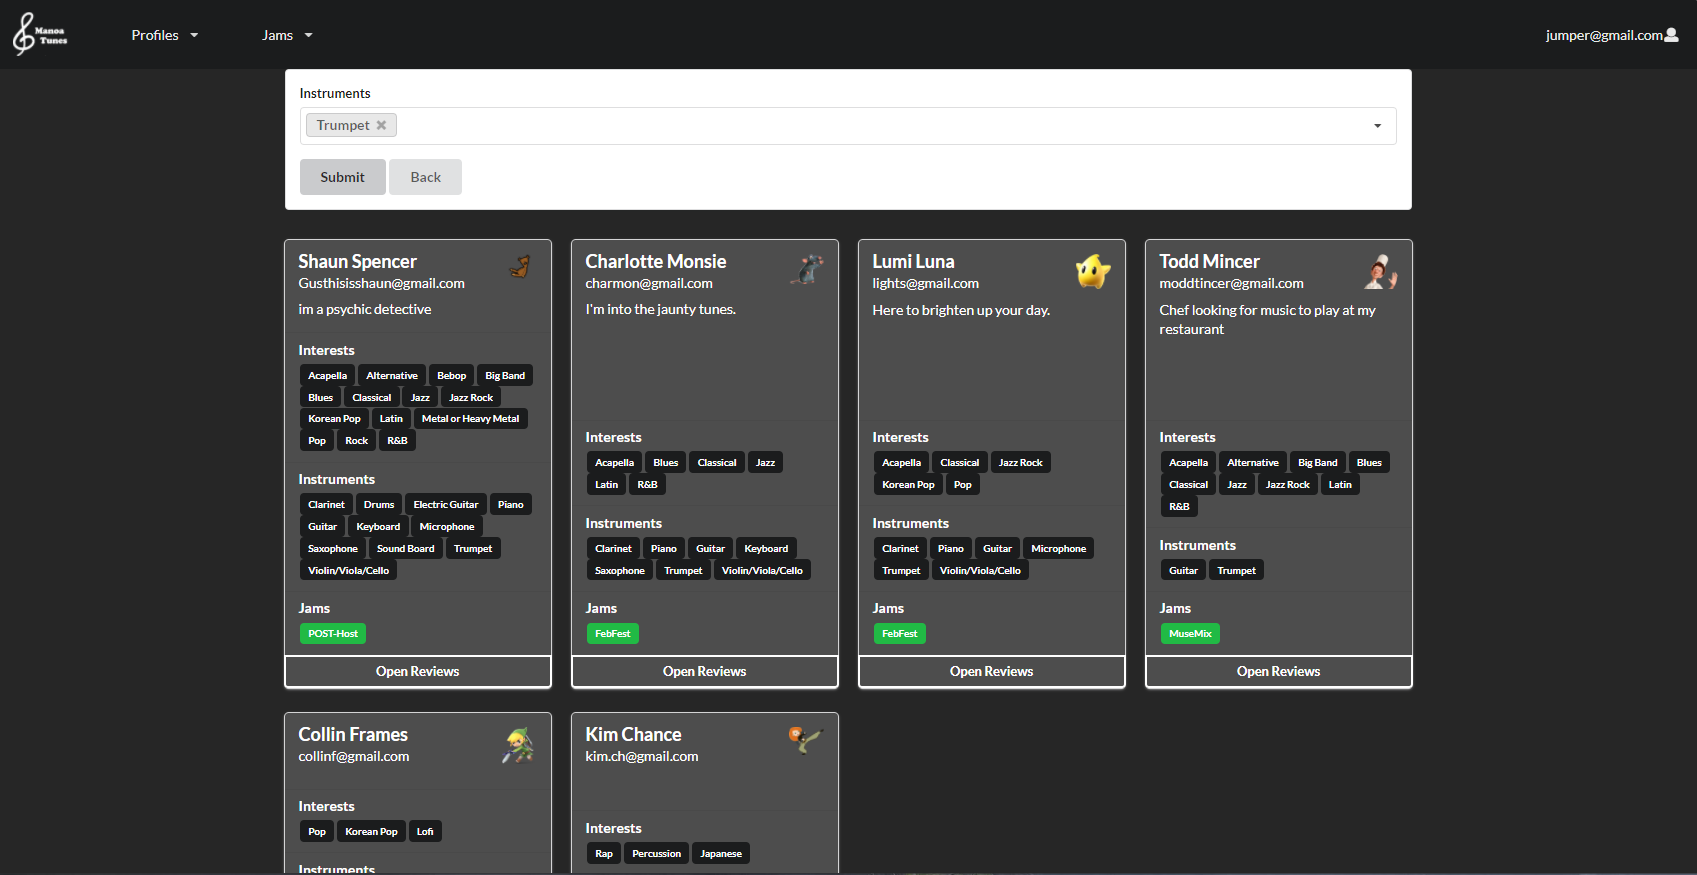 Manoa
Tunes
Profiles
Jams
jumper@gmail.com
Instruments
Trumpet
Submit
Back
Shaun Spencer
Gusthisisshaun@gmail.com
im a psychic detective
Interests
Acapella Alternative Bebop Big Band
Blues Classical Jazz Jazz Rock
Korean Pop Latin Metal or Heavy Metal
Pop Rock R&B
Instruments
Clarinet Drums Electric Guitar Piano
Guitar Keyboard Microphone
Saxophone Sound Board Trumpet
Violin/Viola/Cello
Jams
POST-Host
Open Reviews
Charlotte Monsie
charmon@gmail.com
I'm into the jaunty tunes.
Interests
Acapella Blues Classical Jazz
Latin R&B
Instruments
Clarinet Piano Guitar Keyboard
Saxophone Trumpet Violin/Viola/Cello
Jams
FebFest
Open Reviews
Lumi Luna
lights@gmail.com
Here to brighten up your day.
Interests
Acapella Classical Jazz Rock
Korean Pop Pop
Instruments
Clarinet Piano Guitar Microphone
Trumpet Violin/Viola/Cello
Jams
FebFest
Open Reviews
Todd Mincer
moddtincer@gmail.com
Chef looking for music to play at my
restaurant
Interests
Acapella Alternative Big Band Blues
Classical Jazz Jazz Rock Latin
R&B
Instruments
Guitar Trumpet
Jams
MuseMix
Open Reviews
Collin Frames
collinf@gmail.com
Interests
Pop Korean Pop Lofi
Instruments
Kim Chance
kim.ch@gmail.com
Interests
Rap Percussion Japanese